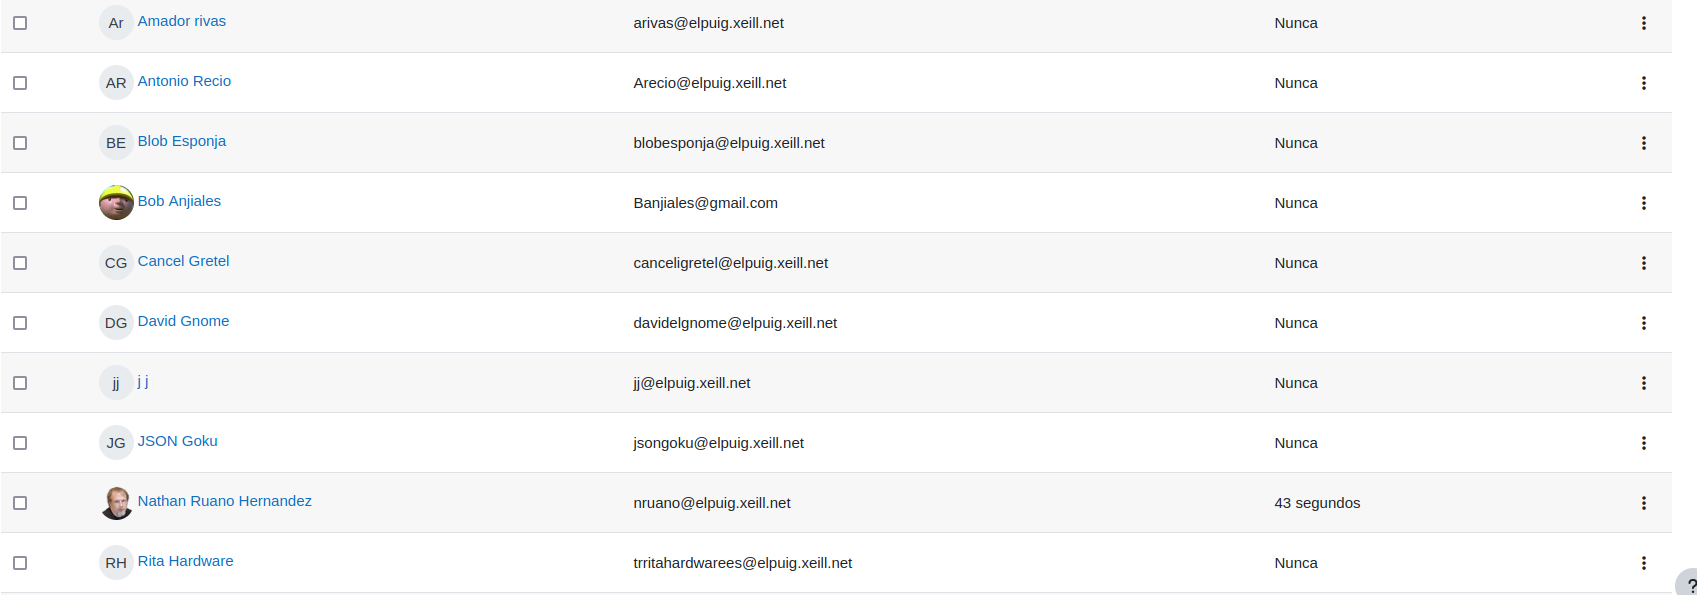 Ar Amador rivas arivas@elpuig.xeill.net Nunca
AR Antonio Recio Arecio@elpuig.xeill.net Nunca
BE Blob Esponja blobesponja@elpuig.xeill.net Nunca
Bob Anjiales Banjiales@gmail.com Nunca
CG Cancel Gretel canceligretel@elpuig.xeill.net Nunca
DG David Gnome davidelgnome@elpuig.xeill.net Nunca
jj j j jj@elpuig.xeill.net Nunca
JG JSON Goku jsongoku@elpuig.xeill.net Nunca
Nathan Ruano Hernandez nruano@elpuig.xeill.net 43 segundos
RH Rita Hardware trritahardwarees@elpuig.xeill.net Nunca
?